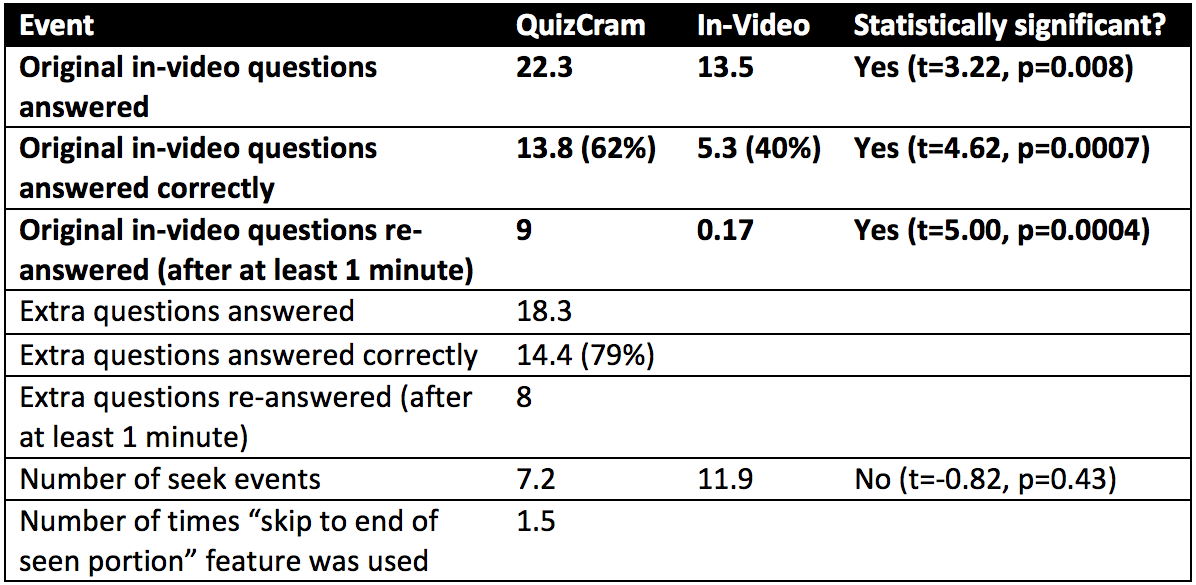 Event QuizCram In-Video Statistically significant?
Original in-video questions 22.3 13.5 Yes (t=3.22, p=0.008)
answered
Original in-video questions 13.8 (62%) 5.3 (40%) Yes (t=4.62, p=0.0007)
answered correctly
Original in-video questions re- 9 0.17 Yes (t=5.00, p=0.0004)
answered (after at least 1 minute)
Extra questions answered 18.3
Extra questions answered correctly 14.4 (79%)
Extra questions re-answered (after 8
at least 1 minute)
Number of seek events 7.2 11.9 No (t=-0.82, p=0.43)
Number of times “skip to end of 1.5
seen portion” feature was used